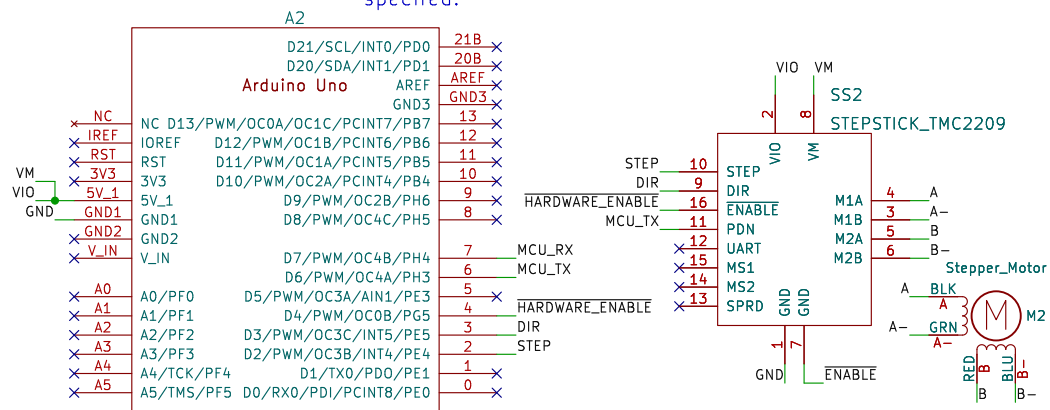 specified.
A2
Arduino Uno
D21/SCL/INT0/PD0 21B
D20/SDA/INT1/PD1 20B
AREF AREF
GND3 GND3
NC NC D13/PWM/OC0A/OC1C/PCINT7/PB7 13
IREF IOREF D12/PWM/OC1B/PCINT6/PB6 12
RST RST D11/PWM/OC1A/PCINT5/PB5 11
3V3 3V3 D10/PWM/OC2A/PCINT4/PB4 10
VM
VIO 5V_1 5V_1 D9/PWM/OC2B/PH6 9
GND GND1 GND1 D8/PWM/OC4C/PH5 8
GND2 GND2
V_IN V_IN D7/PWM/OC4B/PH4 7 MCU_RX
D6/PWM/OC4A/PH3 6 MCU_TX
A0 A0/PF0 D5/PWM/OC3A/AIN1/PE3 5
A1 A1/PF1 D4/PWM/OC0B/PG5 4 HARDWARE_ENABLE
A2 A2/PF2 D3/PWM/OC3C/INT5/PE5 3 DIR
A3 A3/PF3 D2/PWM/OC3B/INT4/PE4 2 STEP
A4 A4/TCK/PF4 D1/TX0/PDO/PE1 1
A5 A5/TMS/PF5 D0/RX0/PDI/PCINT8/PE0 0
VIO VM
2 8
SS2
STEPSTICK_TMC2209
VIO VM
STEP 10 STEP
DIR 9 DIR
HARDWARE_ENABLE 16 ENABLE
MCU_TX 11 PDN
12 UART
15 MS1
14 MS2
13 SPRD
M1A 4 A
M1B 3 A-
M2A 5 B
M2B 6 B-
GND GND
1 7
GND ENABLE
Stepper_Motor
A BLK A
M
M2
A- GRN A-
RED B BLU B-
B B-